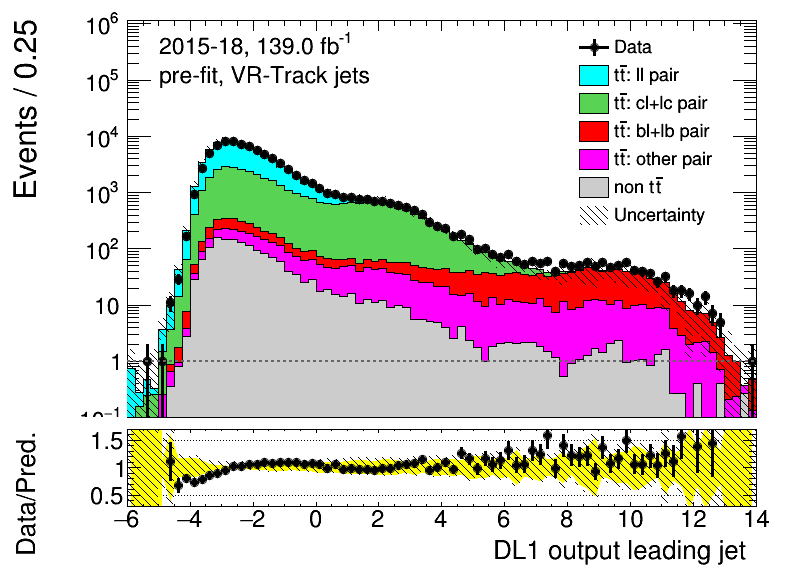 Events / 0.25
10⁶
10⁵
10⁴
10³
10²
10
1
10⁻¹
2015-18, 139.0 fb⁻¹
pre-fit, VR-Track jets
Data
tt̄: ll pair
tt̄: cl+lc pair
tt̄: bl+lb pair
tt̄: other pair
non tt̄
Uncertainty
Data/Pred.
1.5
1
0.5
−6 −4 −2 0 2 4 6 8 10 12 14
DL1 output leading jet